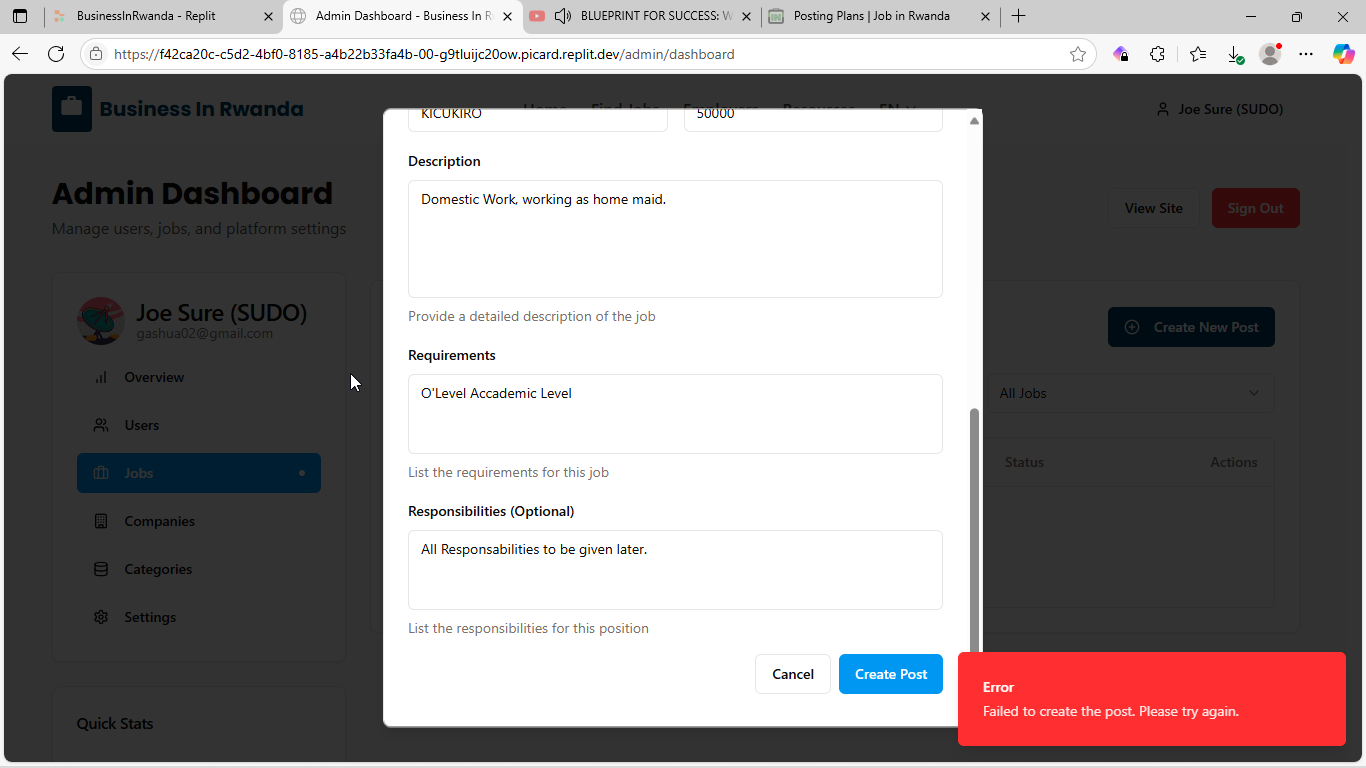 BusinessInRwanda - Replit
Admin Dashboard - Business In R
BLUEPRINT FOR SUCCESS: W
Posting Plans | Job in Rwanda
https://f42ca20c-c5d2-4bf0-8185-a4b22b33fa4b-00-g9tluijc20ow.picard.replit.dev/admin/dashboard
Business In Rwanda
Home
Find Jobs
Employers
Resources
EN
Joe Sure (SUDO)
Admin Dashboard
Manage users, jobs, and platform settings
View Site
Sign Out
Joe Sure (SUDO)
gashua02@gmail.com
Overview
Users
Jobs
Companies
Categories
Settings
Quick Stats
KICUKIRO
50000
Description
Domestic Work, working as home maid.
Provide a detailed description of the job
Requirements
O'Level Accademic Level
List the requirements for this job
Responsibilities (Optional)
All Responsabilities to be given later.
List the responsibilities for this position
Cancel
Create Post
Create New Post
All Jobs
Status
Actions
Error
Failed to create the post. Please try again.